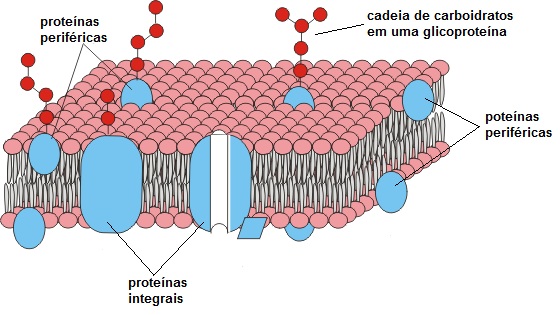 proteínas
periféricas
cadeia de carboidratos
em uma glicoproteína
poteínas
periféricas
proteínas
integrais